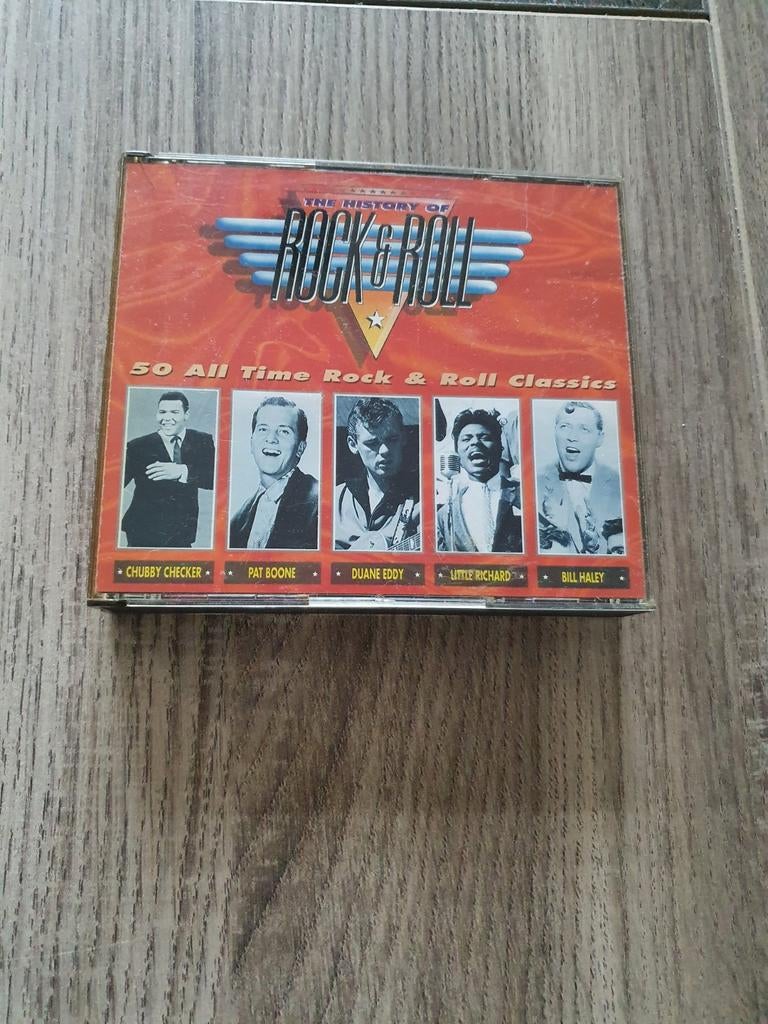 THE HISTORY OF
ROCK & ROLL
50 All Time Rock & Roll Classics
CHUBBY CHECKER
PAT BOONE
DUANE EDDY
LITTLE RICHARD
BILL HALEY